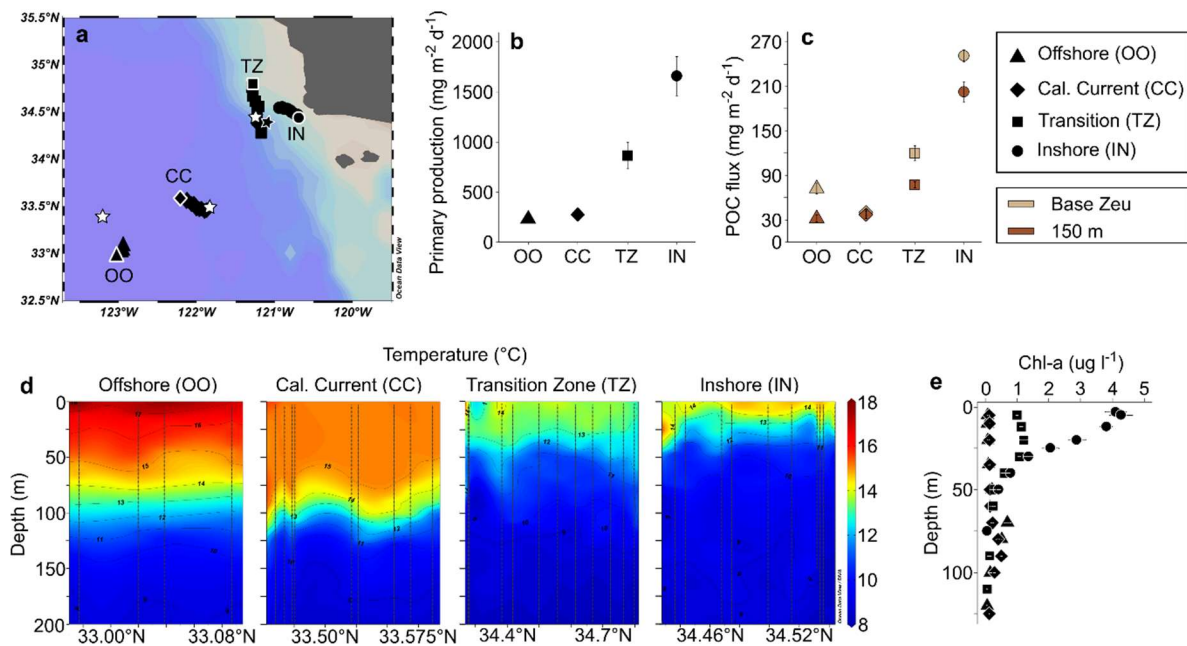 a
35.5°N
35°N
34.5°N
34°N
33.5°N
33°N
32.5°N
123°W
122°W
121°W
120°W
TZ
IN
CC
OO
Ocean Data View
b
Primary production (mg m⁻² d⁻¹)
2000
1500
1000
500
0
OO CC TZ IN
c
POC flux (mg m⁻² d⁻¹)
270
210
150
90
30
0
OO CC TZ IN
Offshore (OO)
Cal. Current (CC)
Transition (TZ)
Inshore (IN)
Base Zeu
150 m
Temperature (°C)
d
Offshore (OO)
Cal. Current (CC)
Transition Zone (TZ)
Inshore (IN)
Depth (m)
0
50
100
150
200
33.00°N 33.08°N
33.50°N 33.575°N
34.4°N 34.7°N
34.46°N 34.52°N
18
16
14
12
10
8
e
Chl-a (ug l⁻¹)
0 1 2 3 4 5
Depth (m)
0
50
100